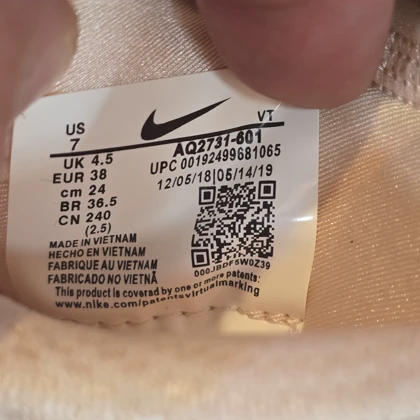 VT
US
7
UK 4.5
EUR 38
cm 24
BR 36.5
CN 240
(2.5)
AQ2731-601
UPC 00192499681065
12/05/18|05/14/19
000JBDF5W0Z39
MADE IN VIETNAM
HECHO EN VIETNAM
FABRIQUE AU VIETNAM
FABRICADO NO VIETNÃ
This product is covered by one or more patents:
www.nike.com/patentsvirtualmarking